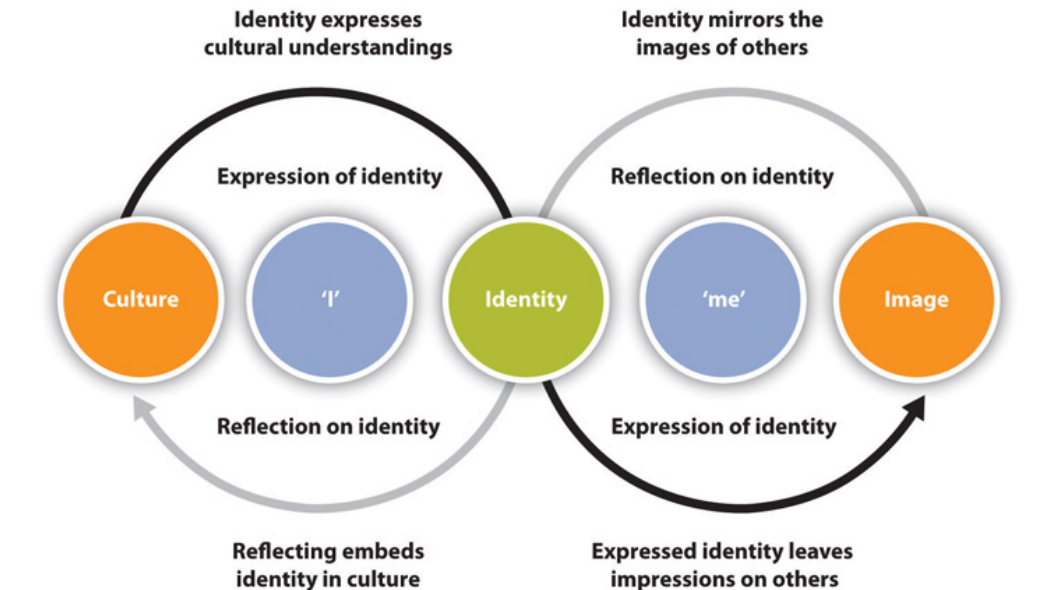 Identity expresses
cultural understandings
Identity mirrors the
images of others
Expression of identity
Reflection on identity
Culture
‘I’
Identity
‘me’
Image
Reflection on identity
Expression of identity
Reflecting embeds
identity in culture
Expressed identity leaves
impressions on others